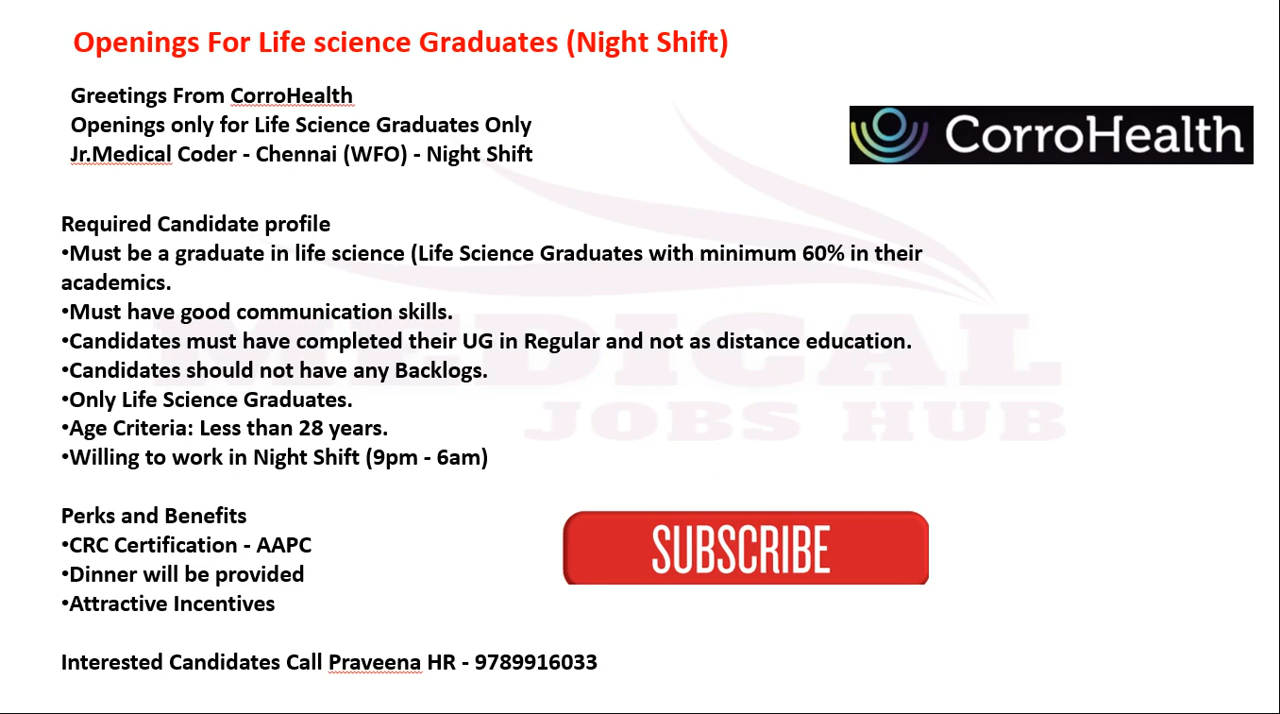 Openings For Life science Graduates (Night Shift)
Greetings From CorroHealth
Openings only for Life Science Graduates Only
Jr.Medical Coder - Chennai (WFO) - Night Shift
CorroHealth
Required Candidate profile
•Must be a graduate in life science (Life Science Graduates with minimum 60% in their
academics.
•Must have good communication skills.
•Candidates must have completed their UG in Regular and not as distance education.
•Candidates should not have any Backlogs.
•Only Life Science Graduates.
•Age Criteria: Less than 28 years.
•Willing to work in Night Shift (9pm - 6am)
MEDICAL
JOBS HUB
Perks and Benefits
•CRC Certification - AAPC
•Dinner will be provided
•Attractive Incentives
SUBSCRIBE
Interested Candidates Call Praveena HR - 9789916033